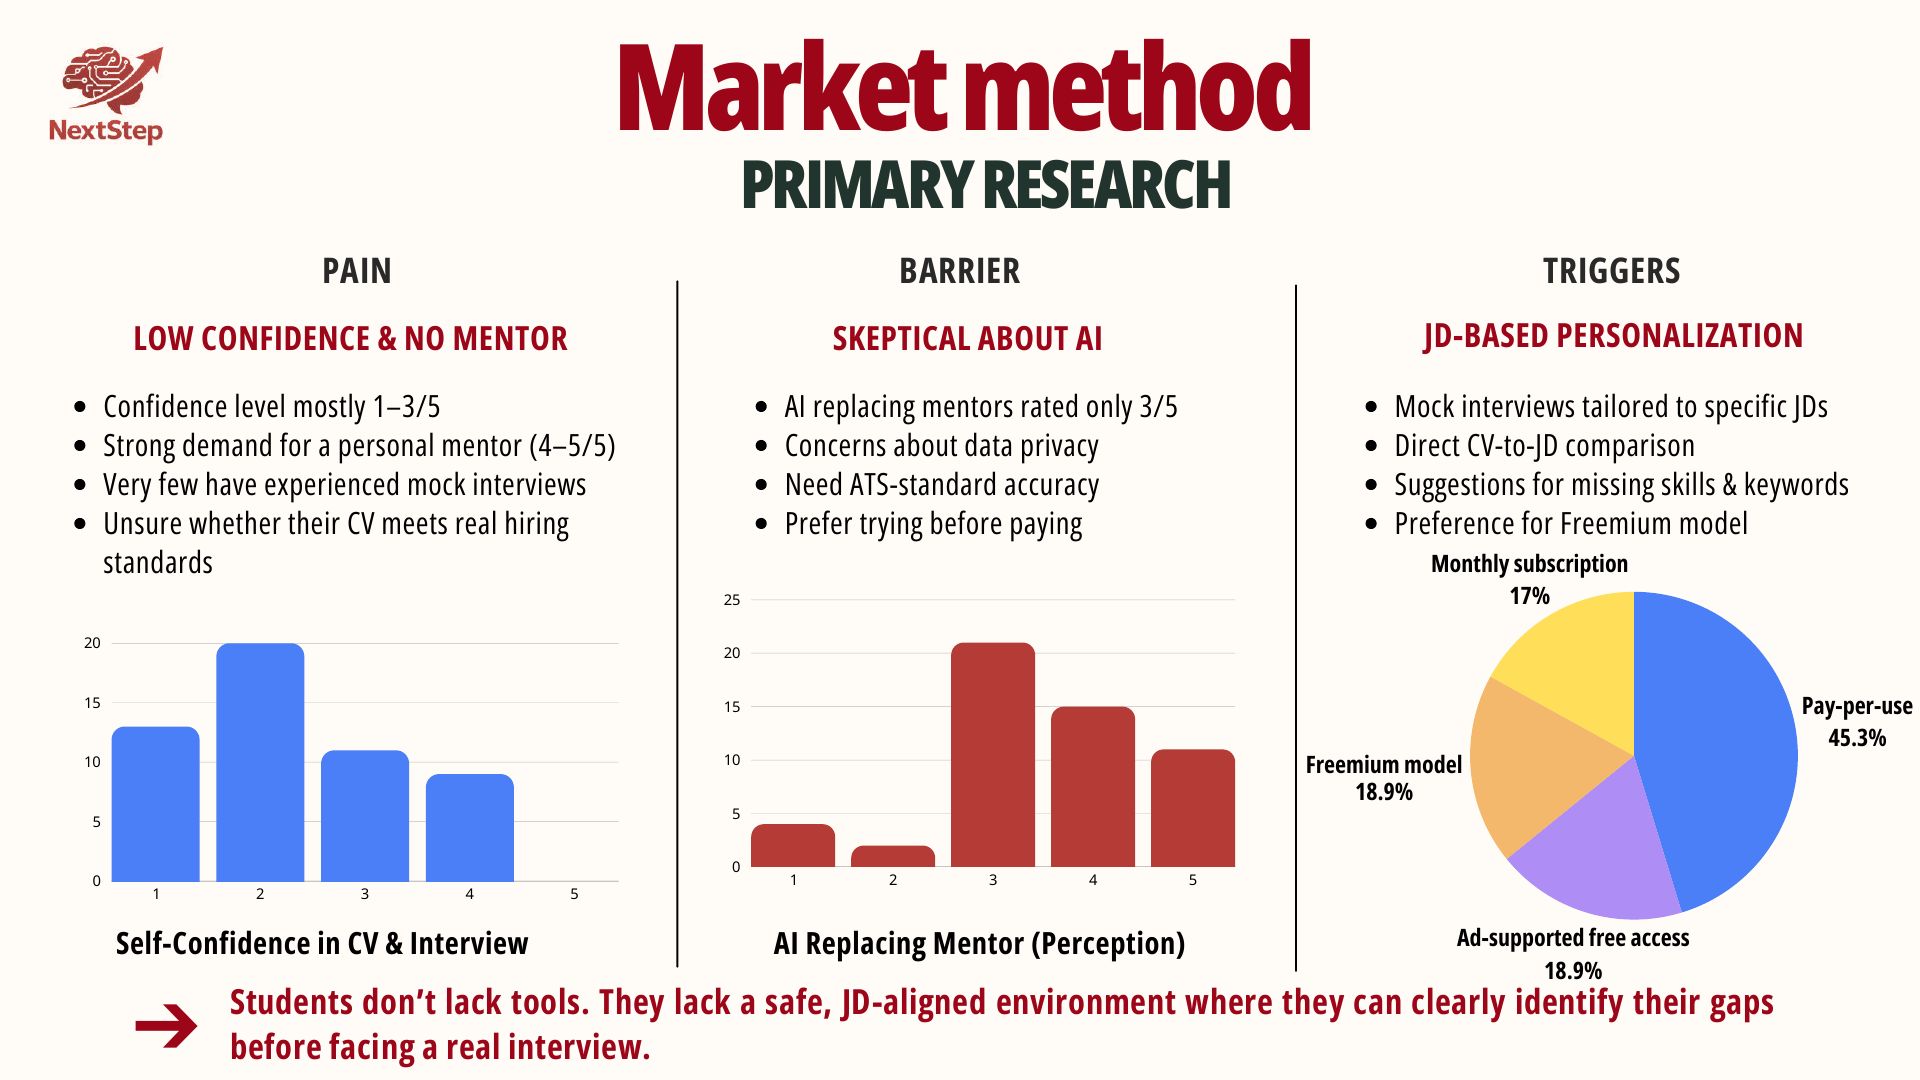 NextStep
Market method
PRIMARY RESEARCH
PAIN
LOW CONFIDENCE & NO MENTOR
Confidence level mostly 1–3/5
Strong demand for a personal mentor (4–5/5)
Very few have experienced mock interviews
Unsure whether their CV meets real hiring
standards
20
15
10
5
0
1 2 3 4 5
Self-Confidence in CV & Interview
BARRIER
SKEPTICAL ABOUT AI
AI replacing mentors rated only 3/5
Concerns about data privacy
Need ATS-standard accuracy
Prefer trying before paying
25
20
15
10
5
0
1 2 3 4 5
AI Replacing Mentor (Perception)
TRIGGERS
JD-BASED PERSONALIZATION
Mock interviews tailored to specific JDs
Direct CV-to-JD comparison
Suggestions for missing skills & keywords
Preference for Freemium model
Monthly subscription
17%
Pay-per-use
45.3%
Freemium model
18.9%
Ad-supported free access
18.9%
Students don’t lack tools. They lack a safe, JD-aligned environment where they can clearly identify their gaps
before facing a real interview.